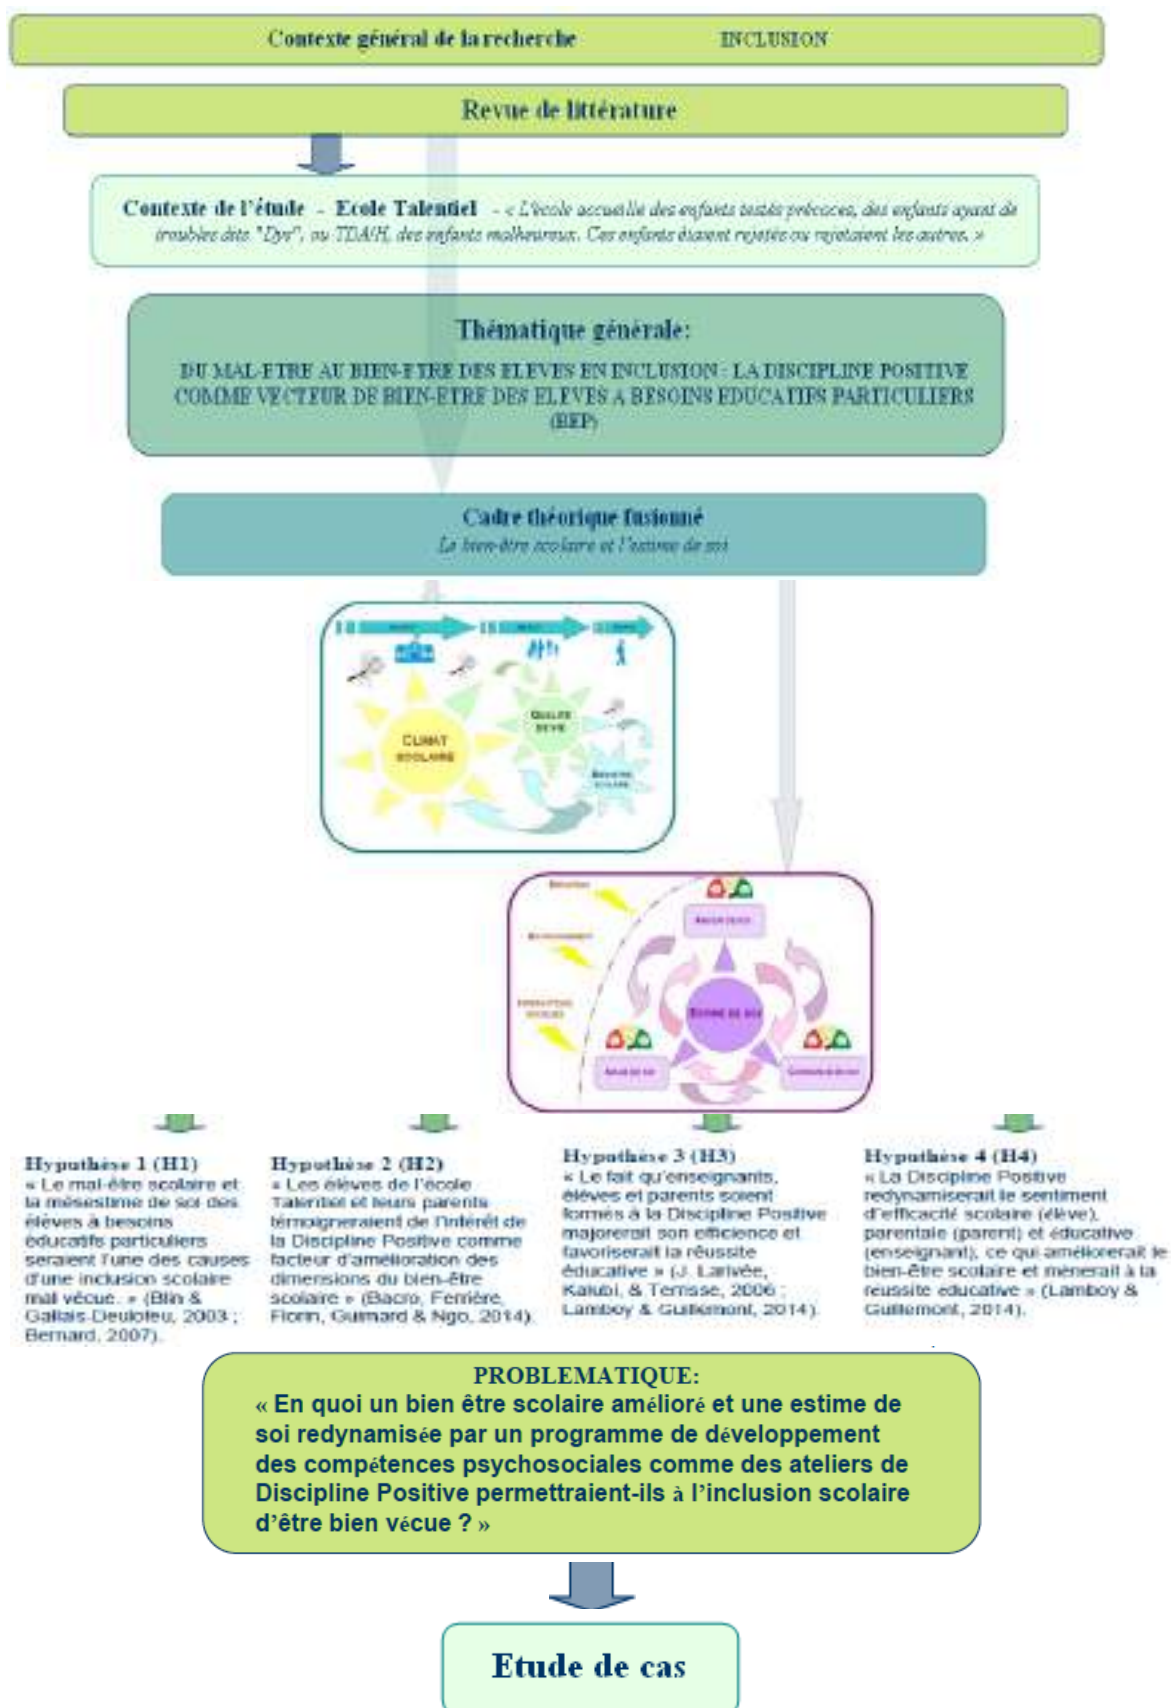 Contexte général de la recherche INCLUSION
Revue de littérature
Contexte de l'étude - Ecole Talentiel - « L'école accueille des enfants testés précoces, des enfants ayant de
troubles dits "Dys", ou TDA/H, des enfants malheureux. Ces enfants étaient rejetés ou rejetaient les autres. »
Thématique générale:
DU MAL-ETRE AU BIEN-ETRE DES ELEVES EN INCLUSION : LA DISCIPLINE POSITIVE
COMME VECTEUR DE BIEN-ETRE DES ELEVES A BESOINS EDUCATIFS PARTICULIERS
(BEP)
Cadre théorique fusionné
Le bien-être scolaire et l'estime de soi
CLIMAT
SCOLAIRE
QUALITE
DE VIE
BIEN-ETRE
SCOLAIRE
ESTIME DE SOI
Hypothèse 1 (H1)
« Le mal-être scolaire et
la mésestime de soi des
élèves à besoins
éducatifs particuliers
seraient l'une des causes
d'une inclusion scolaire
mal vécue. » (Blin &
Gallais-Deulofeu, 2003 ;
Bernard, 2007).
Hypothèse 2 (H2)
« Les élèves de l'école
Talentiel et leurs parents
témoigneraient de l'intérêt de
la Discipline Positive comme
facteur d'amélioration des
dimensions du bien-être
scolaire » (Bacro, Ferrière,
Florin, Guimard & Ngo, 2014).
Hypothèse 3 (H3)
« Le fait qu'enseignants,
élèves et parents soient
formés à la Discipline Positive
majorerait son efficience et
favoriserait la réussite
éducative » (J. Larivée,
Kalubi, & Terrisse, 2006 ;
Lamboy & Guillemont, 2014).
Hypothèse 4 (H4)
« La Discipline Positive
redynamiserait le sentiment
d'efficacité scolaire (élève),
parentale (parent) et éducative
(enseignant), ce qui améliorerait le
bien-être scolaire et mènerait à la
réussite éducative » (Lamboy &
Guillemont, 2014).
PROBLEMATIQUE:
« En quoi un bien être scolaire amélioré et une estime de
soi redynamisée par un programme de développement
des compétences psychosociales comme des ateliers de
Discipline Positive permettraient-ils à l'inclusion scolaire
d'être bien vécue ? »
Etude de cas